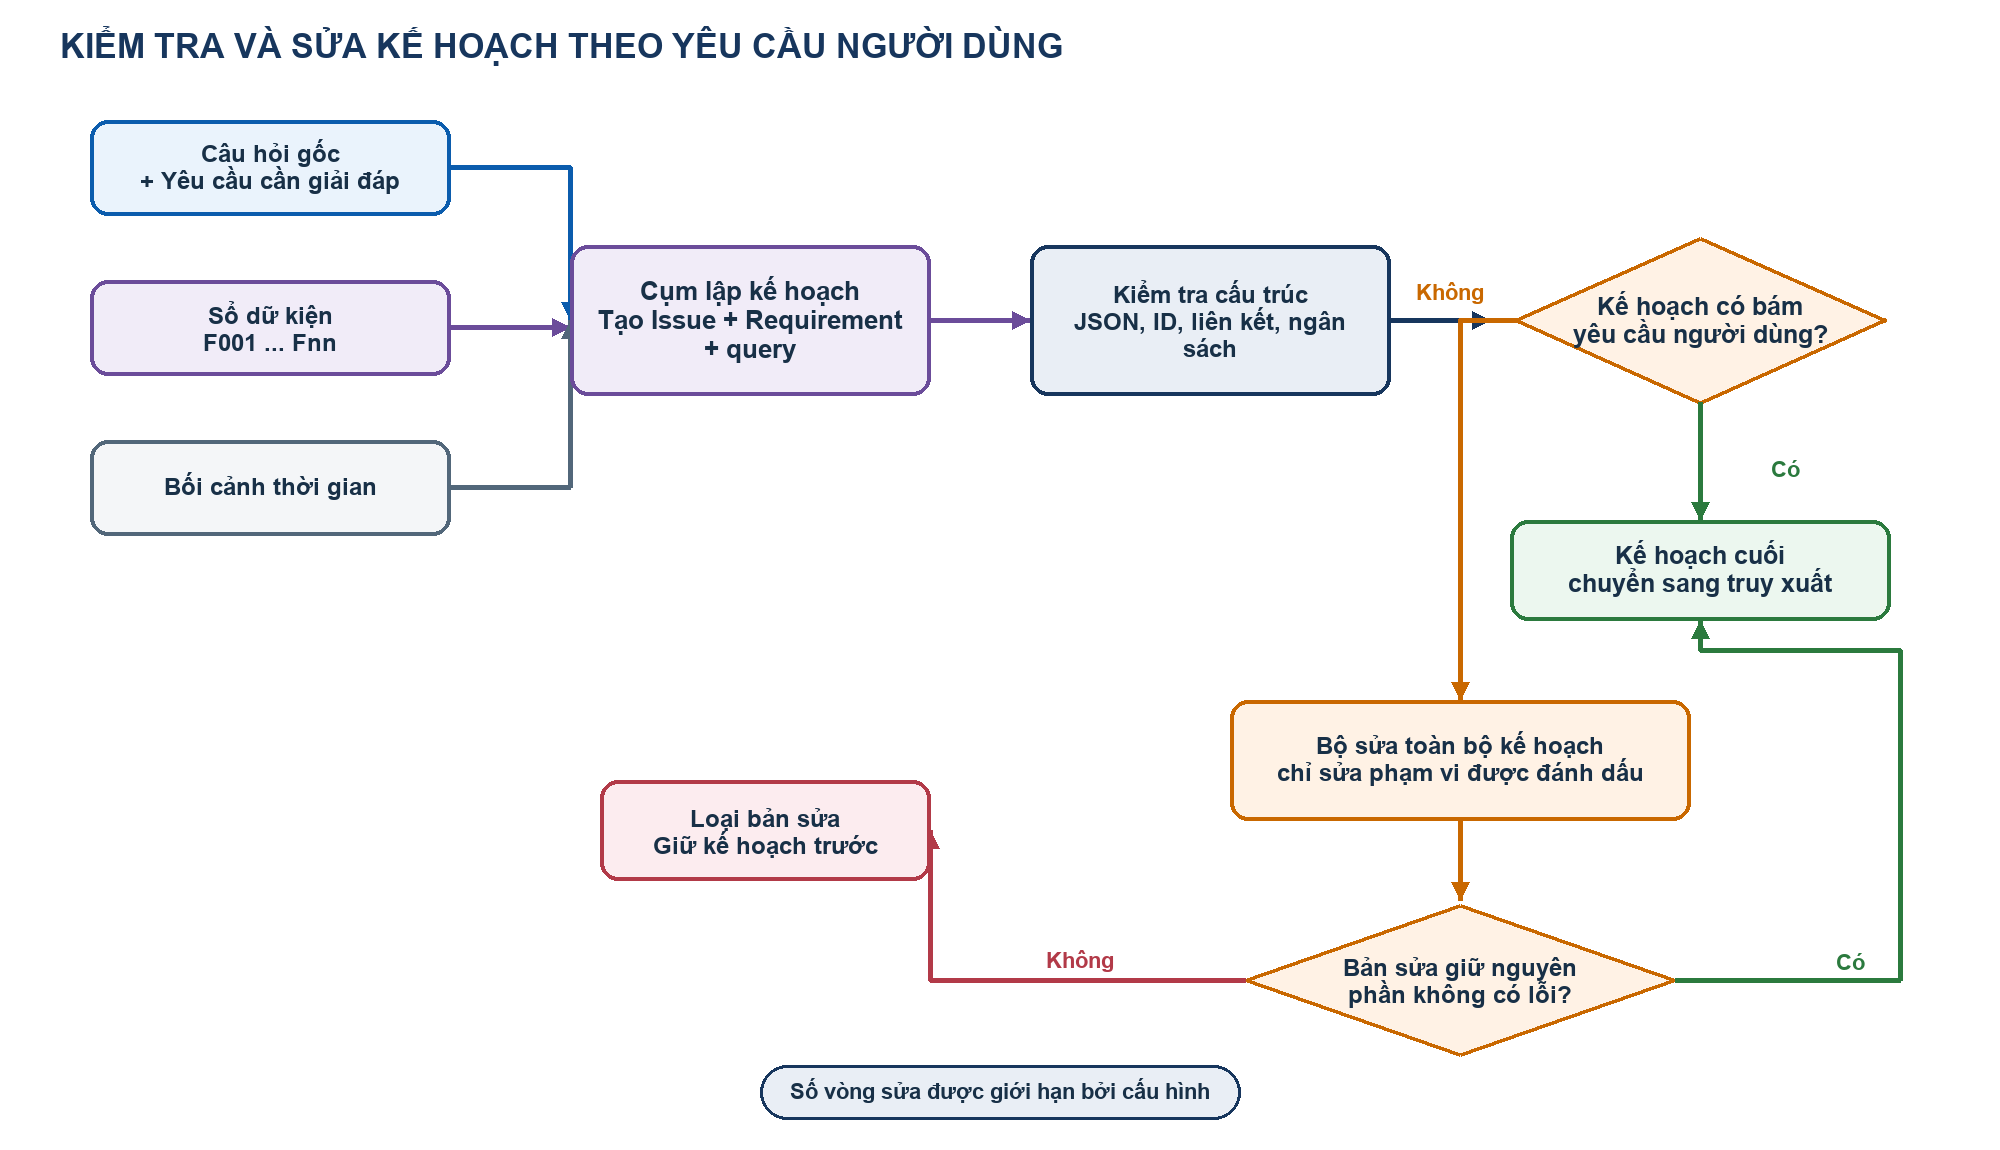 KIỂM TRA VÀ SỬA KẾ HOẠCH THEO YÊU CẦU NGƯỜI DÙNG
Câu hỏi gốc
+ Yêu cầu cần giải đáp
Sổ dữ kiện
F001 ... Fnn
Bối cảnh thời gian
Cụm lập kế hoạch
Tạo Issue + Requirement
+ query
Kiểm tra cấu trúc
JSON, ID, liên kết, ngân
sách
Không
Kế hoạch có bám
yêu cầu người dùng?
Có
Kế hoạch cuối
chuyển sang truy xuất
Bộ sửa toàn bộ kế hoạch
chỉ sửa phạm vi được đánh dấu
Loại bản sửa
Giữ kế hoạch trước
Không
Bản sửa giữ nguyên
phần không có lỗi?
Có
Số vòng sửa được giới hạn bởi cấu hình